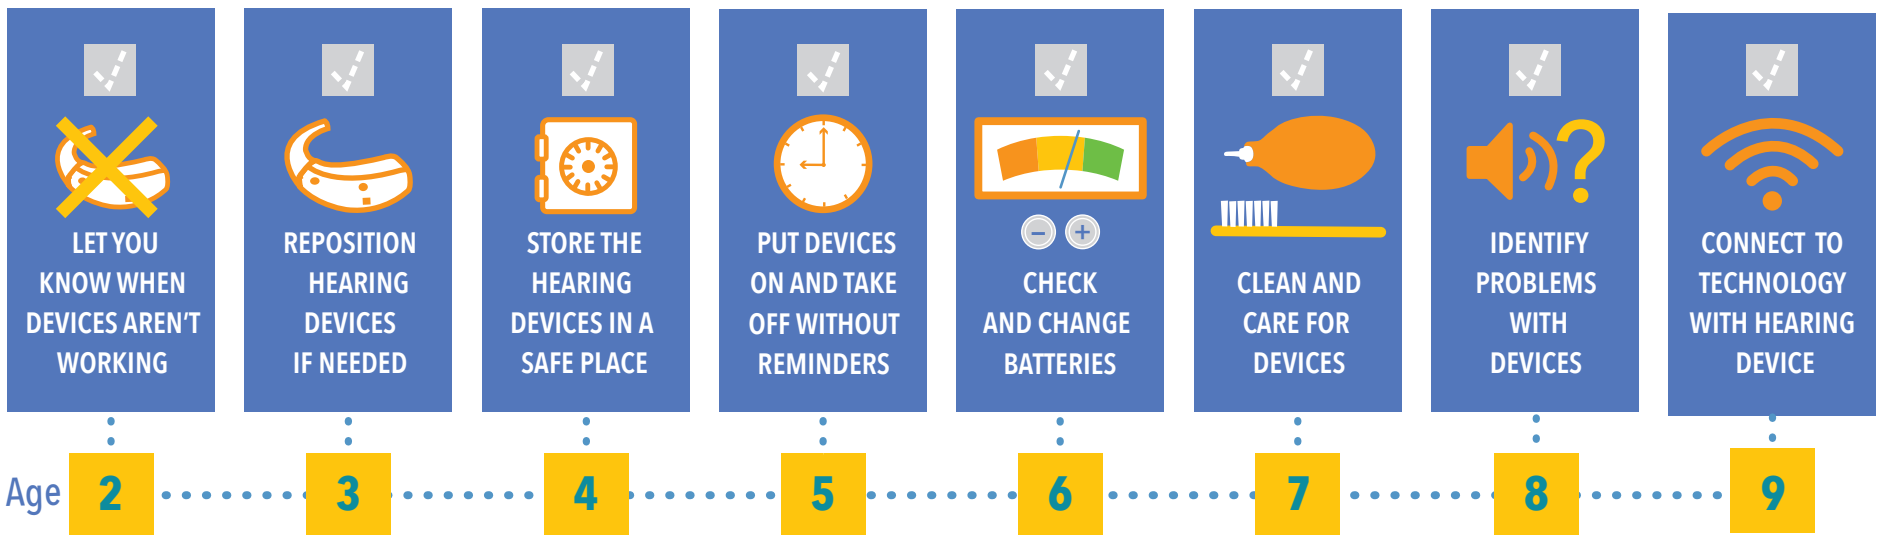 LET YOU
KNOW WHEN
DEVICES AREN'T
WORKING
REPOSITION
HEARING
DEVICES
IF NEEDED
STORE THE
HEARING
DEVICES IN A
SAFE PLACE
PUT DEVICES
ON AND TAKE
OFF WITHOUT
REMINDERS
CHECK
AND CHANGE
BATTERIES
CLEAN AND
CARE FOR
DEVICES
IDENTIFY
PROBLEMS
WITH
DEVICES
CONNECT TO
TECHNOLOGY
WITH HEARING
DEVICE
Age 2 3 4 5 6 7 8 9